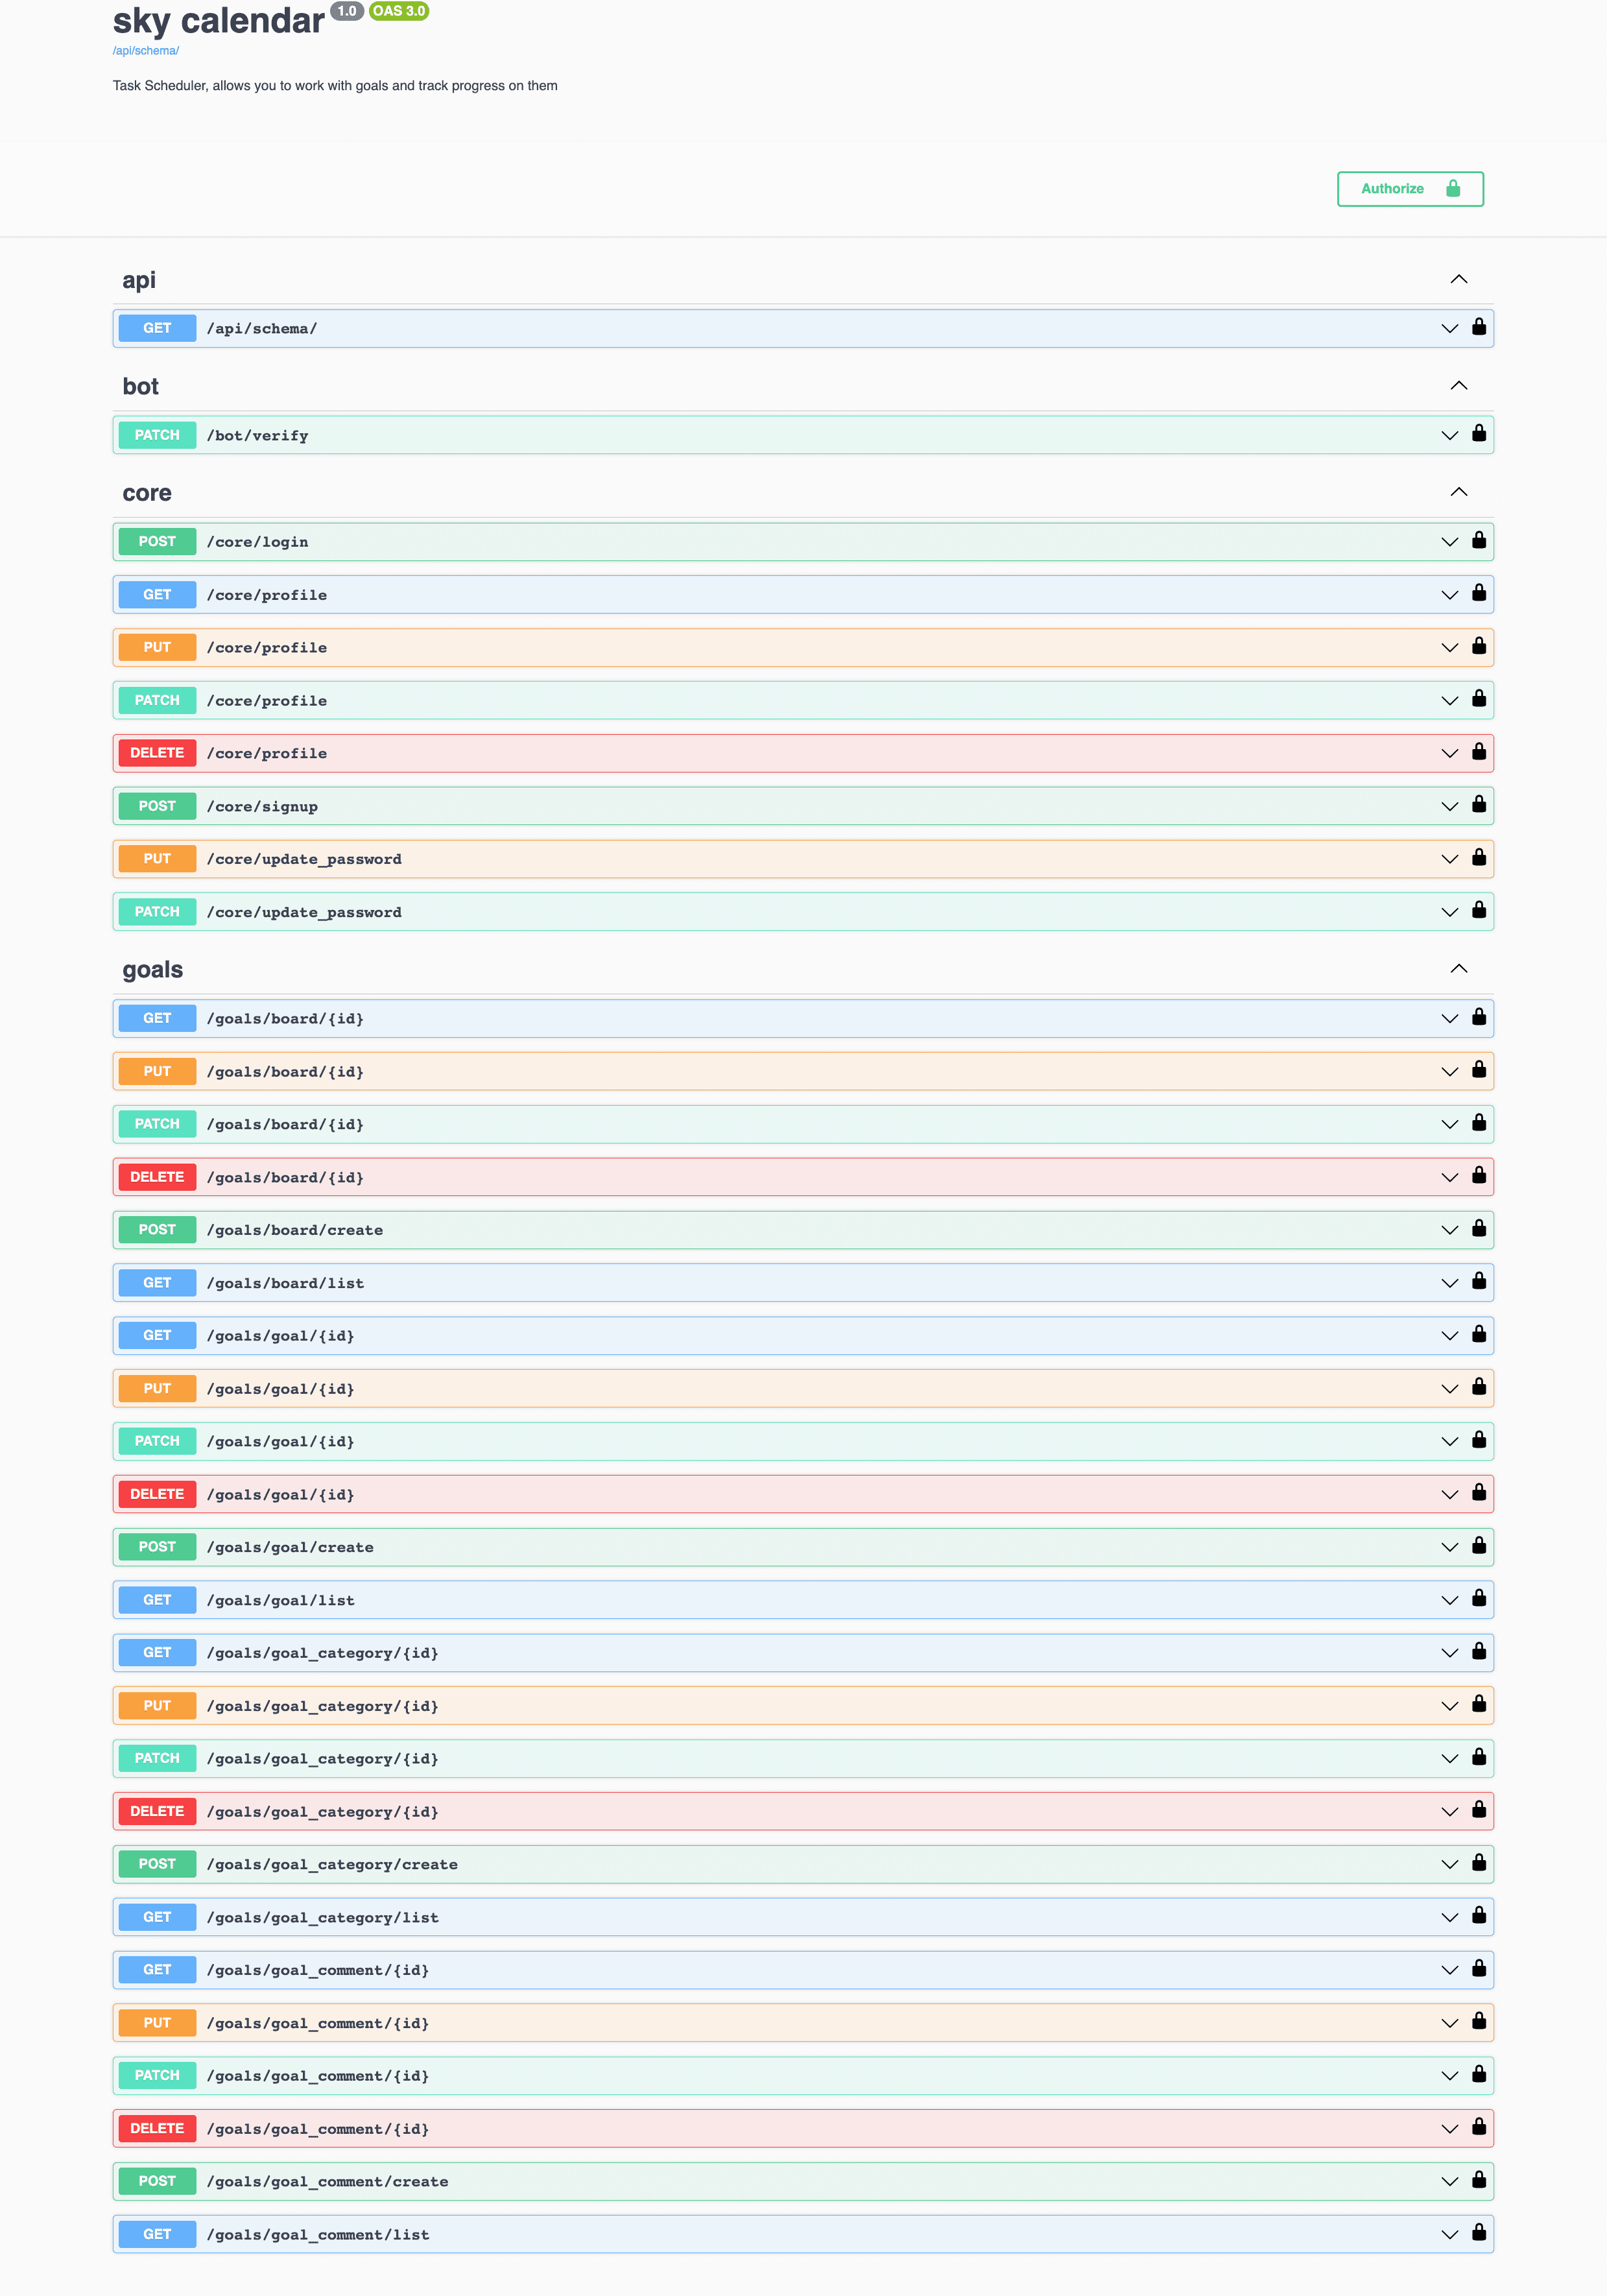 sky calendar 1.0 OAS 3.0
/api/schema/
Task Scheduler, allows you to work with goals and track progress on them
Authorize
api
GET /api/schema/
bot
PATCH /bot/verify
core
POST /core/login
GET /core/profile
PUT /core/profile
PATCH /core/profile
DELETE /core/profile
POST /core/signup
PUT /core/update_password
PATCH /core/update_password
goals
GET /goals/board/{id}
PUT /goals/board/{id}
PATCH /goals/board/{id}
DELETE /goals/board/{id}
POST /goals/board/create
GET /goals/board/list
GET /goals/goal/{id}
PUT /goals/goal/{id}
PATCH /goals/goal/{id}
DELETE /goals/goal/{id}
POST /goals/goal/create
GET /goals/goal/list
GET /goals/goal_category/{id}
PUT /goals/goal_category/{id}
PATCH /goals/goal_category/{id}
DELETE /goals/goal_category/{id}
POST /goals/goal_category/create
GET /goals/goal_category/list
GET /goals/goal_comment/{id}
PUT /goals/goal_comment/{id}
PATCH /goals/goal_comment/{id}
DELETE /goals/goal_comment/{id}
POST /goals/goal_comment/create
GET /goals/goal_comment/list